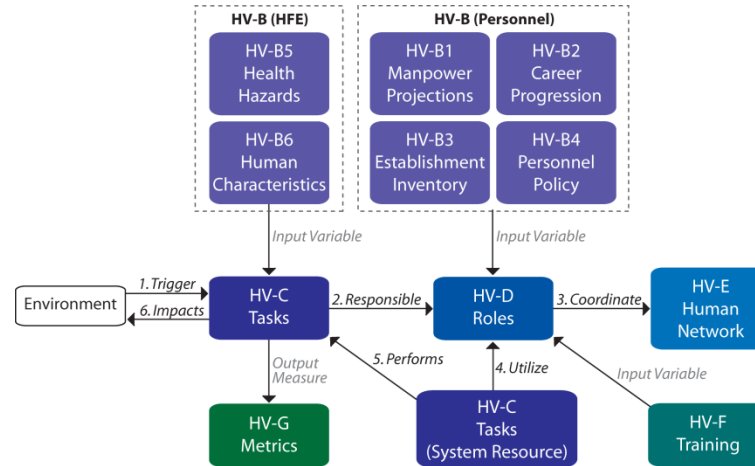 HV-B (HFE)
HV-B (Personnel)
HV-B5
Health
Hazards
HV-B1
Manpower
Projections
HV-B2
Career
Progression
HV-B6
Human
Characteristics
HV-B3
Establishment
Inventory
HV-B4
Personnel
Policy
Input Variable
Input Variable
Environment
1. Trigger
6. Impacts
HV-C
Tasks
2. Responsible
HV-D
Roles
3. Coordinate
HV-E
Human
Network
Output
Measure
5. Performs
4. Utilize
Input Variable
HV-G
Metrics
HV-C
Tasks
(System Resource)
HV-F
Training